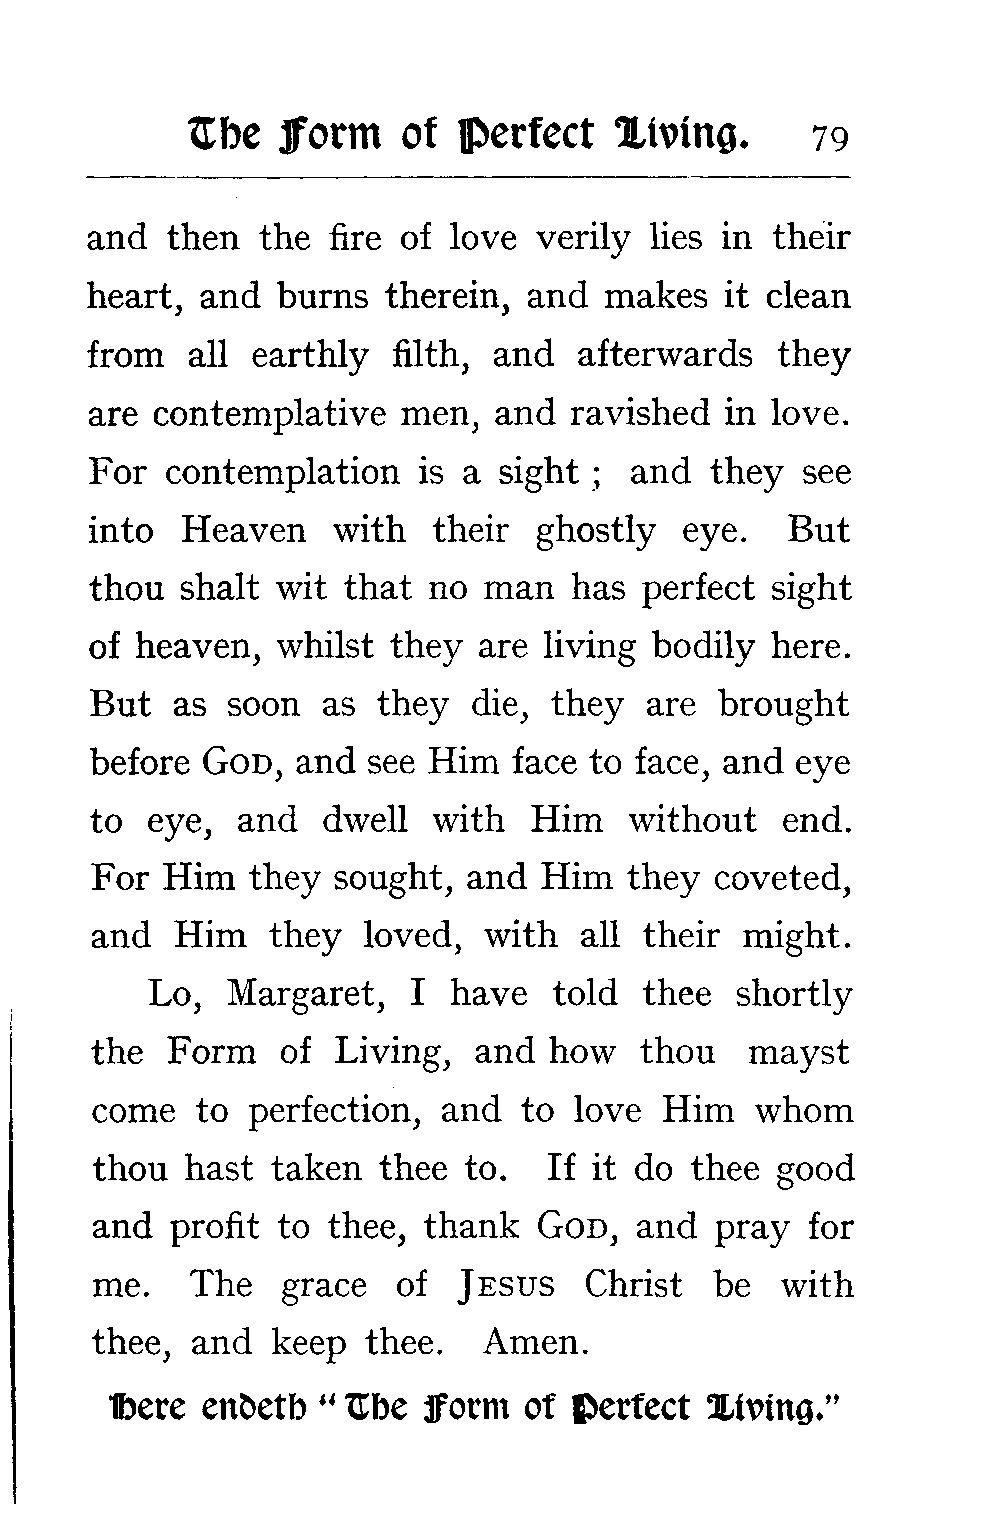 The Form of Perfect Living. 79
and then the fire of love verily lies in their
heart, and burns therein, and makes it clean
from all earthly filth, and afterwards they
are contemplative men, and ravished in love.
For contemplation is a sight ; and they see
into Heaven with their ghostly eye. But
thou shalt wit that no man has perfect sight
of heaven, whilst they are living bodily here.
But as soon as they die, they are brought
before GOD, and see Him face to face, and eye
to eye, and dwell with Him without end.
For Him they sought, and Him they coveted,
and Him they loved, with all their might.
Lo, Margaret, I have told thee shortly
the Form of Living, and how thou mayst
come to perfection, and to love Him whom
thou hast taken thee to. If it do thee good
and profit to thee, thank GOD, and pray for
me. The grace of JESUS Christ be with
thee, and keep thee. Amen.
Here endeth "The Form of Perfect Living."